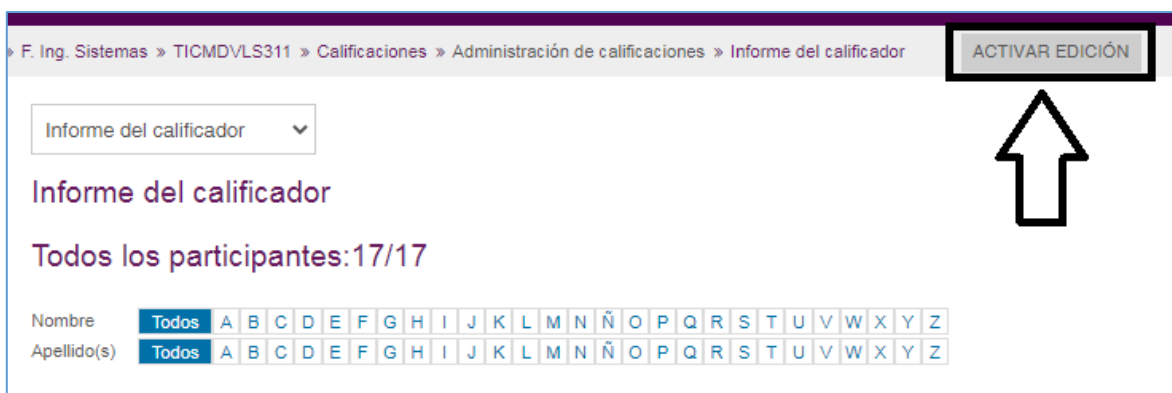 » F. Ing. Sistemas » TICMDVLS311 » Calificaciones » Administración de calificaciones » Informe del calificador ACTIVAR EDICIÓN
Informe del calificador
Informe del calificador
Todos los participantes:17/17
Nombre Todos A B C D E F G H I J K L M N Ñ O P Q R S T U V W X Y Z
Apellido(s) Todos A B C D E F G H I J K L M N Ñ O P Q R S T U V W X Y Z